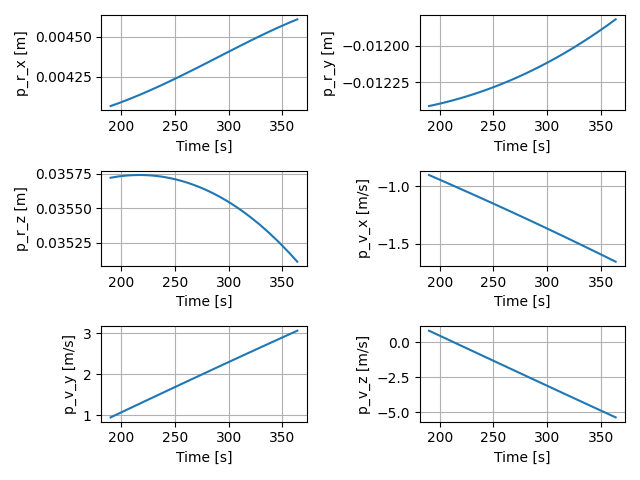 p_r_x [m]
0.00450
0.00425
200 250 300 350
Time [s]
p_r_y [m]
−0.01200
−0.01225
200 250 300 350
Time [s]
p_r_z [m]
0.03575
0.03550
0.03525
200 250 300 350
Time [s]
p_v_x [m/s]
−1.0
−1.5
200 250 300 350
Time [s]
p_v_y [m/s]
3
2
1
200 250 300 350
Time [s]
p_v_z [m/s]
0.0
−2.5
−5.0
200 250 300 350
Time [s]